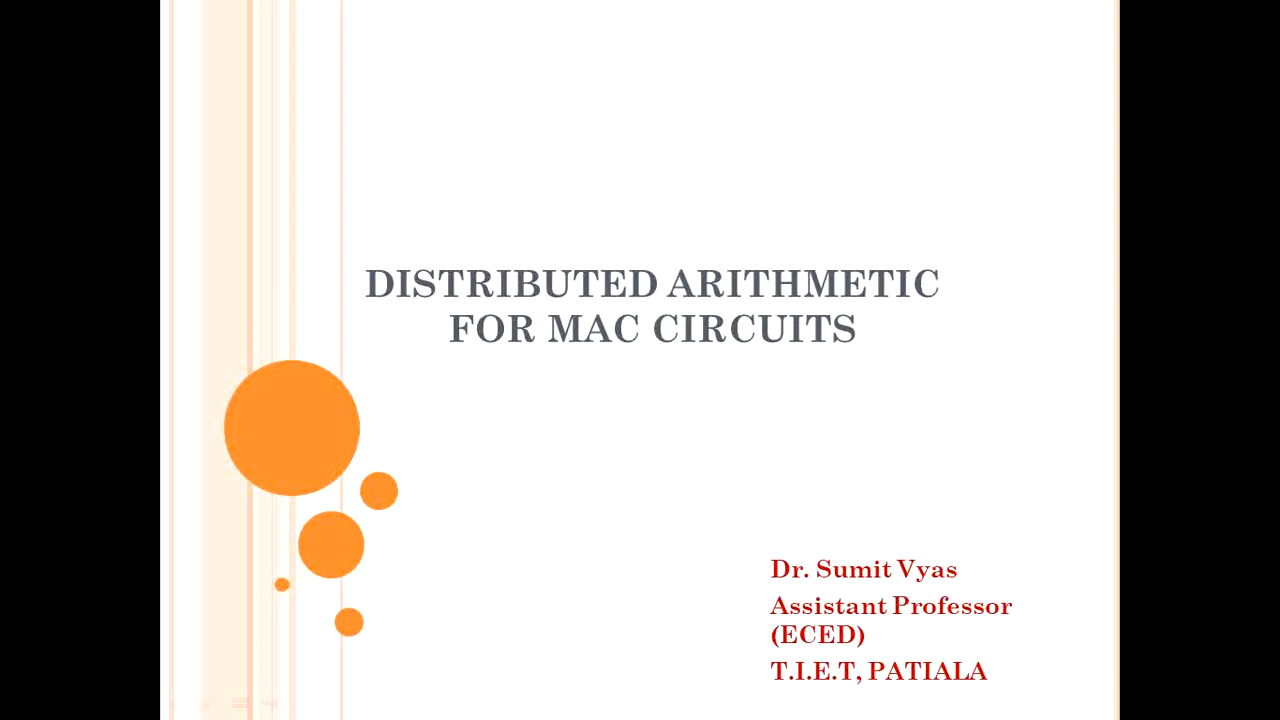 DISTRIBUTED ARITHMETIC
FOR MAC CIRCUITS
Dr. Sumit Vyas
Assistant Professor
(ECED)
T.I.E.T, PATIALA